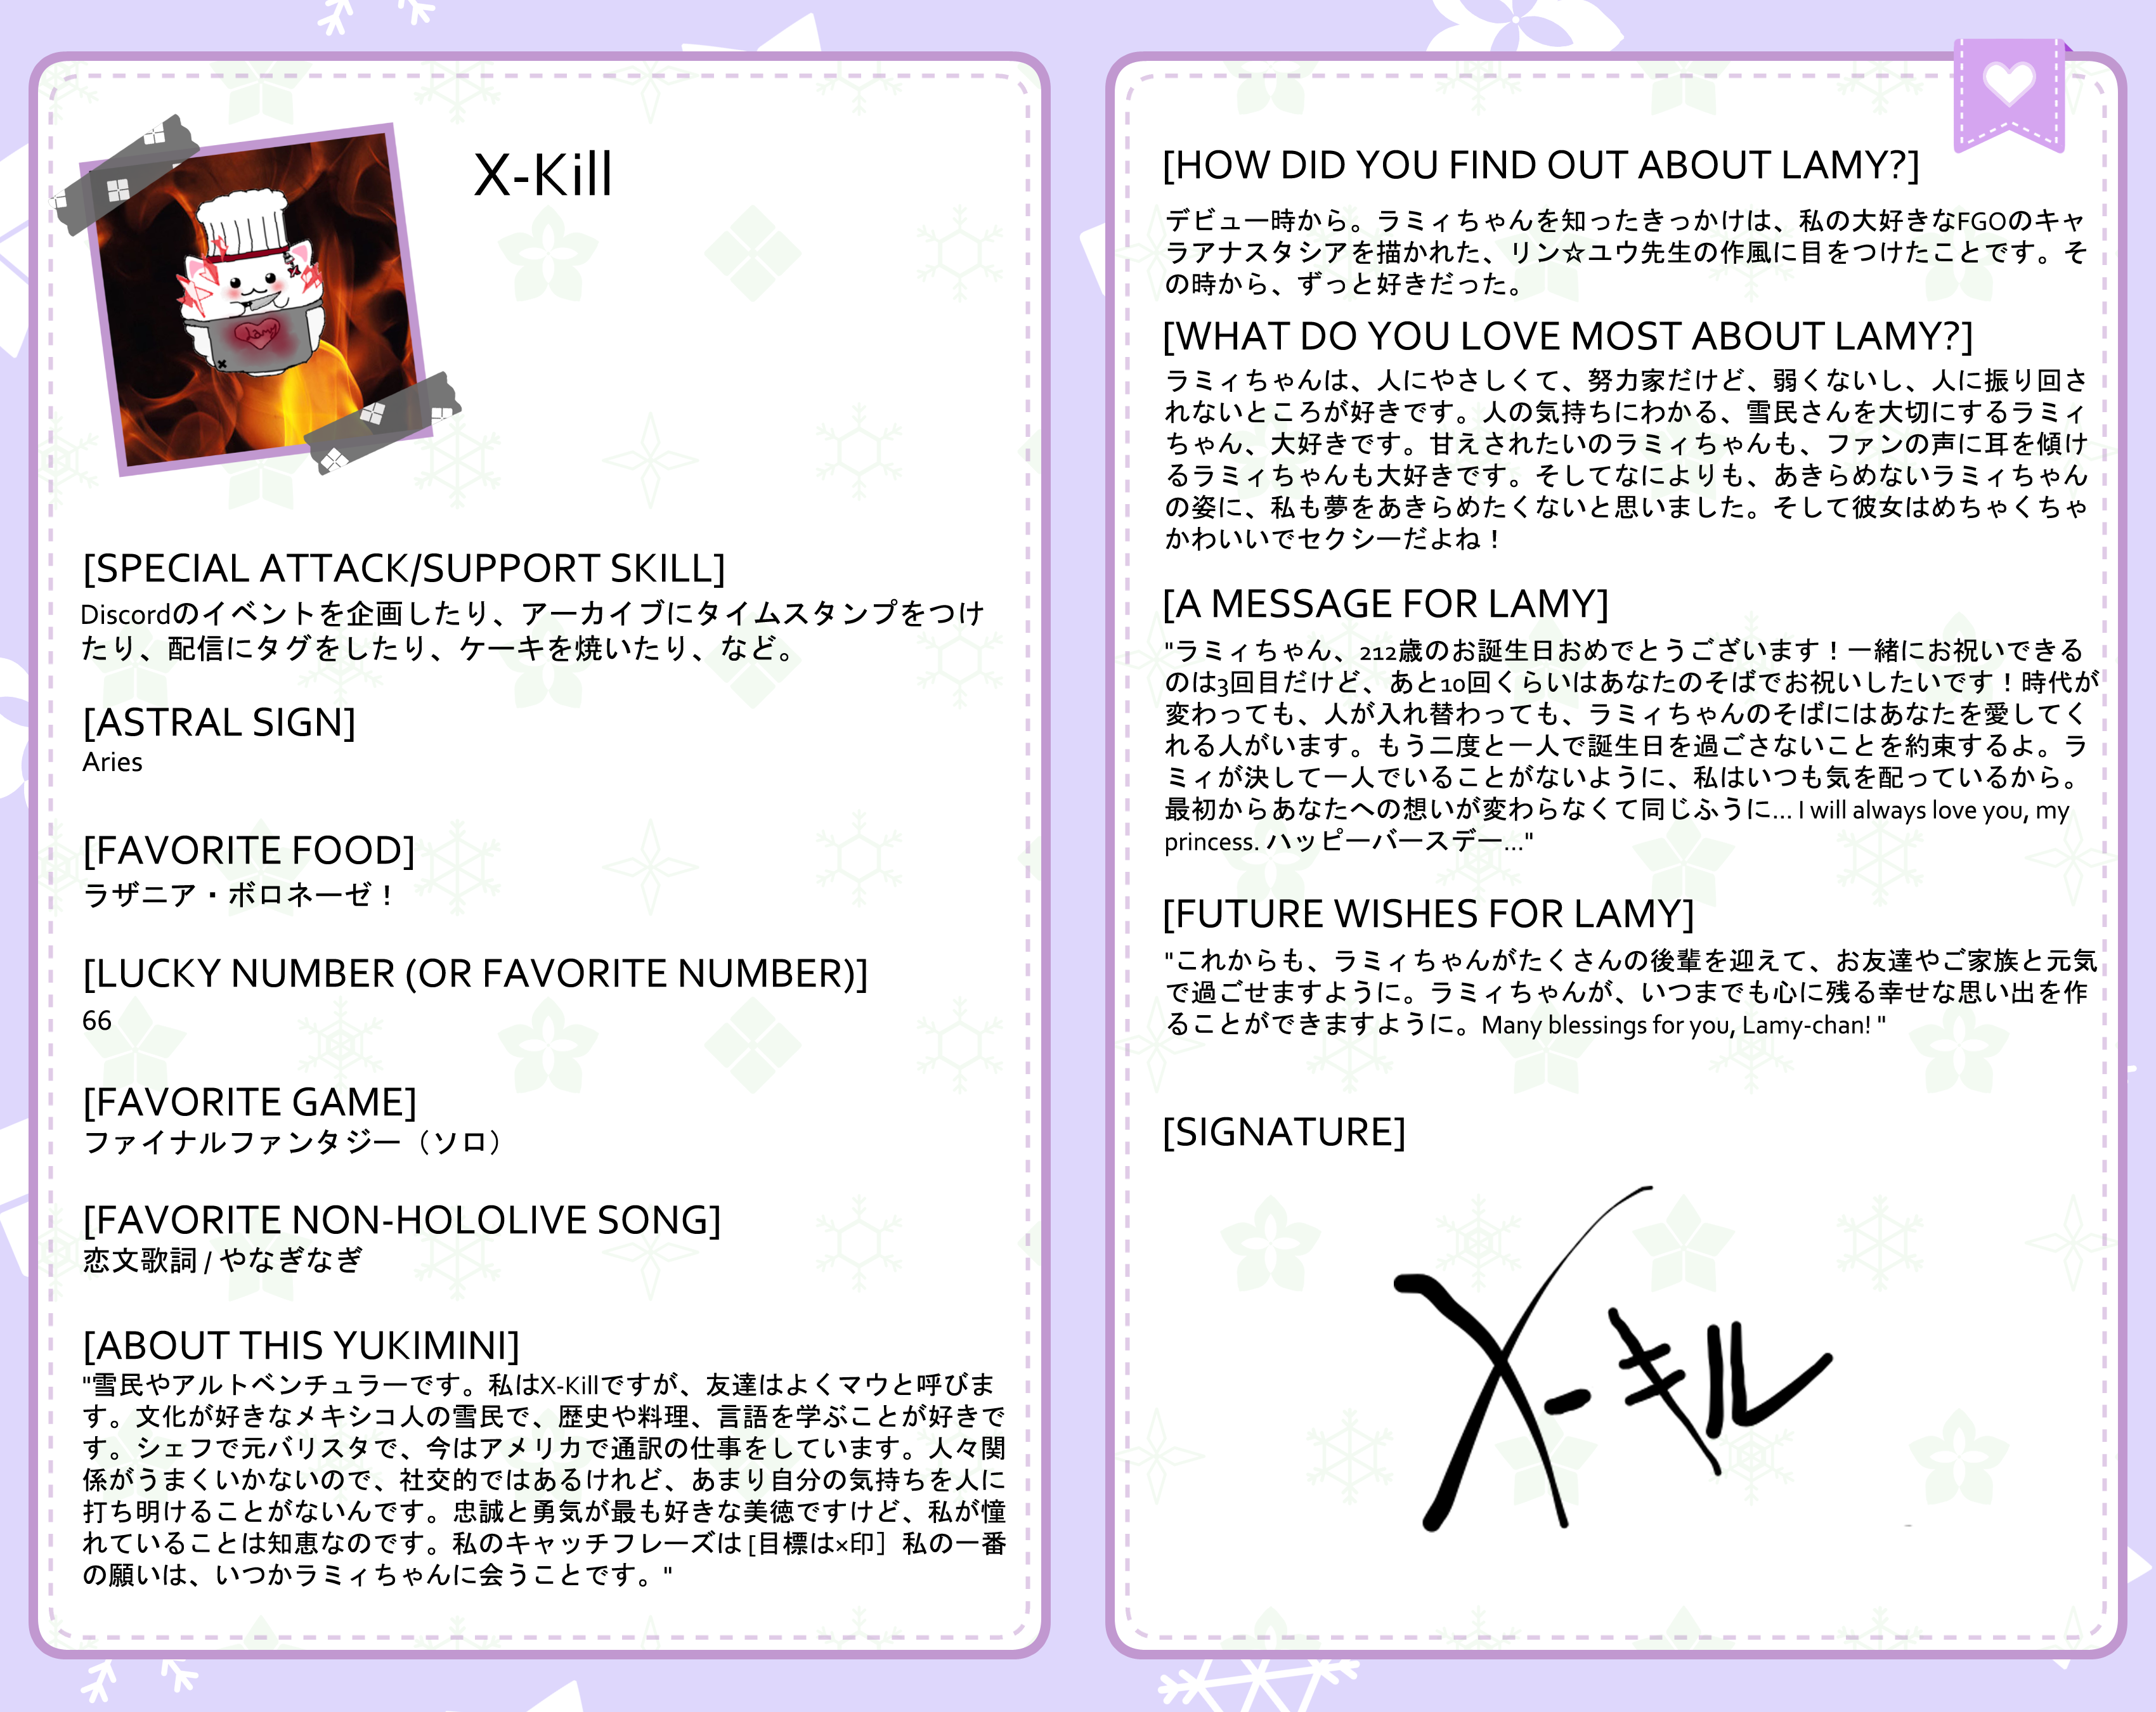 X-Kill
Lamy
[SPECIAL ATTACK/SUPPORT SKILL]
Discordのイベントを企画したり、アーカイブにタイムスタンプをつけ
たり、配信にタグをしたり、ケーキを焼いたり、など。
[ASTRAL SIGN]
Aries
[FAVORITE FOOD]
ラザニア・ボロネーゼ！
[LUCKY NUMBER (OR FAVORITE NUMBER)]
66
[FAVORITE GAME]
ファイナルファンタジー（ソロ）
[FAVORITE NON-HOLOLIVE SONG]
恋文歌詞 / やなぎなぎ
[ABOUT THIS YUKIMINI]
"雪民やアルトベンチュラーです。私はX-Killですが、友達はよくマウと呼びま
す。文化が好きなメキシコ人の雪民で、歴史や料理、言語を学ぶことが好きで
す。シェフで元バリスタで、今はアメリカで通訳の仕事をしています。人々関
係がうまくいかないので、社交的ではあるけれど、あまり自分の気持ちを人に
打ち明けることがないんです。忠誠と勇気が最も好きな美徳ですけど、私が憧
れていることは知恵なのです。私のキャッチフレーズは [目標は×印］私の一番
の願いは、いつかラミィちゃんに会うことです。"
[HOW DID YOU FIND OUT ABOUT LAMY?]
デビュー時から。ラミィちゃんを知ったきっかけは、私の大好きなFGOのキャ
ラアナスタシアを描かれた、リン☆ユウ先生の作風に目をつけたことです。そ
の時から、ずっと好きだった。
[WHAT DO YOU LOVE MOST ABOUT LAMY?]
ラミィちゃんは、人にやさしくて、努力家だけど、弱くないし、人に振り回さ
れないところが好きです。人の気持ちにわかる、雪民さんを大切にするラミィ
ちゃん、大好きです。甘えされたいのラミィちゃんも、ファンの声に耳を傾け
るラミィちゃんも大好きです。そしてなによりも、あきらめないラミィちゃん
の姿に、私も夢をあきらめたくないと思いました。そして彼女はめちゃくちゃ
かわいいでセクシーだよね！
[A MESSAGE FOR LAMY]
"ラミィちゃん、212歳のお誕生日おめでとうございます！一緒にお祝いできる
のは3回目だけど、あと10回くらいはあなたのそばでお祝いしたいです！時代が
変わっても、人が入れ替わっても、ラミィちゃんのそばにはあなたを愛してく
れる人がいます。もう二度と一人で誕生日を過ごさないことを約束するよ。ラ
ミィが決して一人でいることがないように、私はいつも気を配っているから。
最初からあなたへの想いが変わらなくて同じふうに... I will always love you, my
princess. ハッピーバースデー..."
[FUTURE WISHES FOR LAMY]
"これからも、ラミィちゃんがたくさんの後輩を迎えて、お友達やご家族と元気
で過ごせますように。ラミィちゃんが、いつまでも心に残る幸せな思い出を作
ることができますように。Many blessings for you, Lamy-chan! "
[SIGNATURE]
X-キル